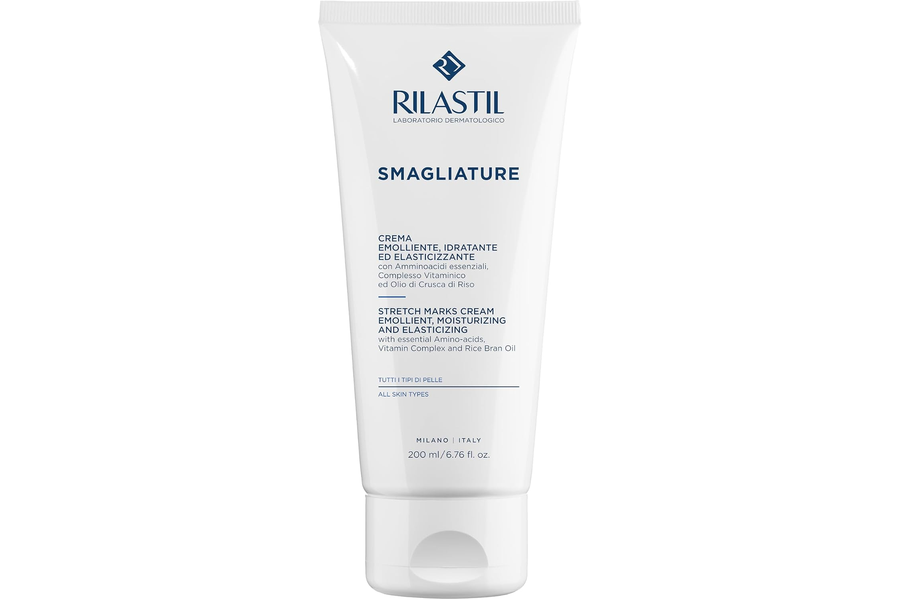 RILASTIL
LABORATORIO DERMATOLOGICO
SMAGLIATURE
CREMA
EMOLLIENTE, IDRATANTE
ED ELASTICIZZANTE
con Amminoacidi essenziali,
Complesso Vitaminico
ed Olio di Crusca di Riso
STRETCH MARKS CREAM
EMOLLIENT, MOISTURIZING
AND ELASTICIZING
with essential Amino-acids,
Vitamin Complex and Rice Bran Oil
TUTTI I TIPI DI PELLE
ALL SKIN TYPES
MILANO | ITALY
200 ml/6.76 fl. oz.